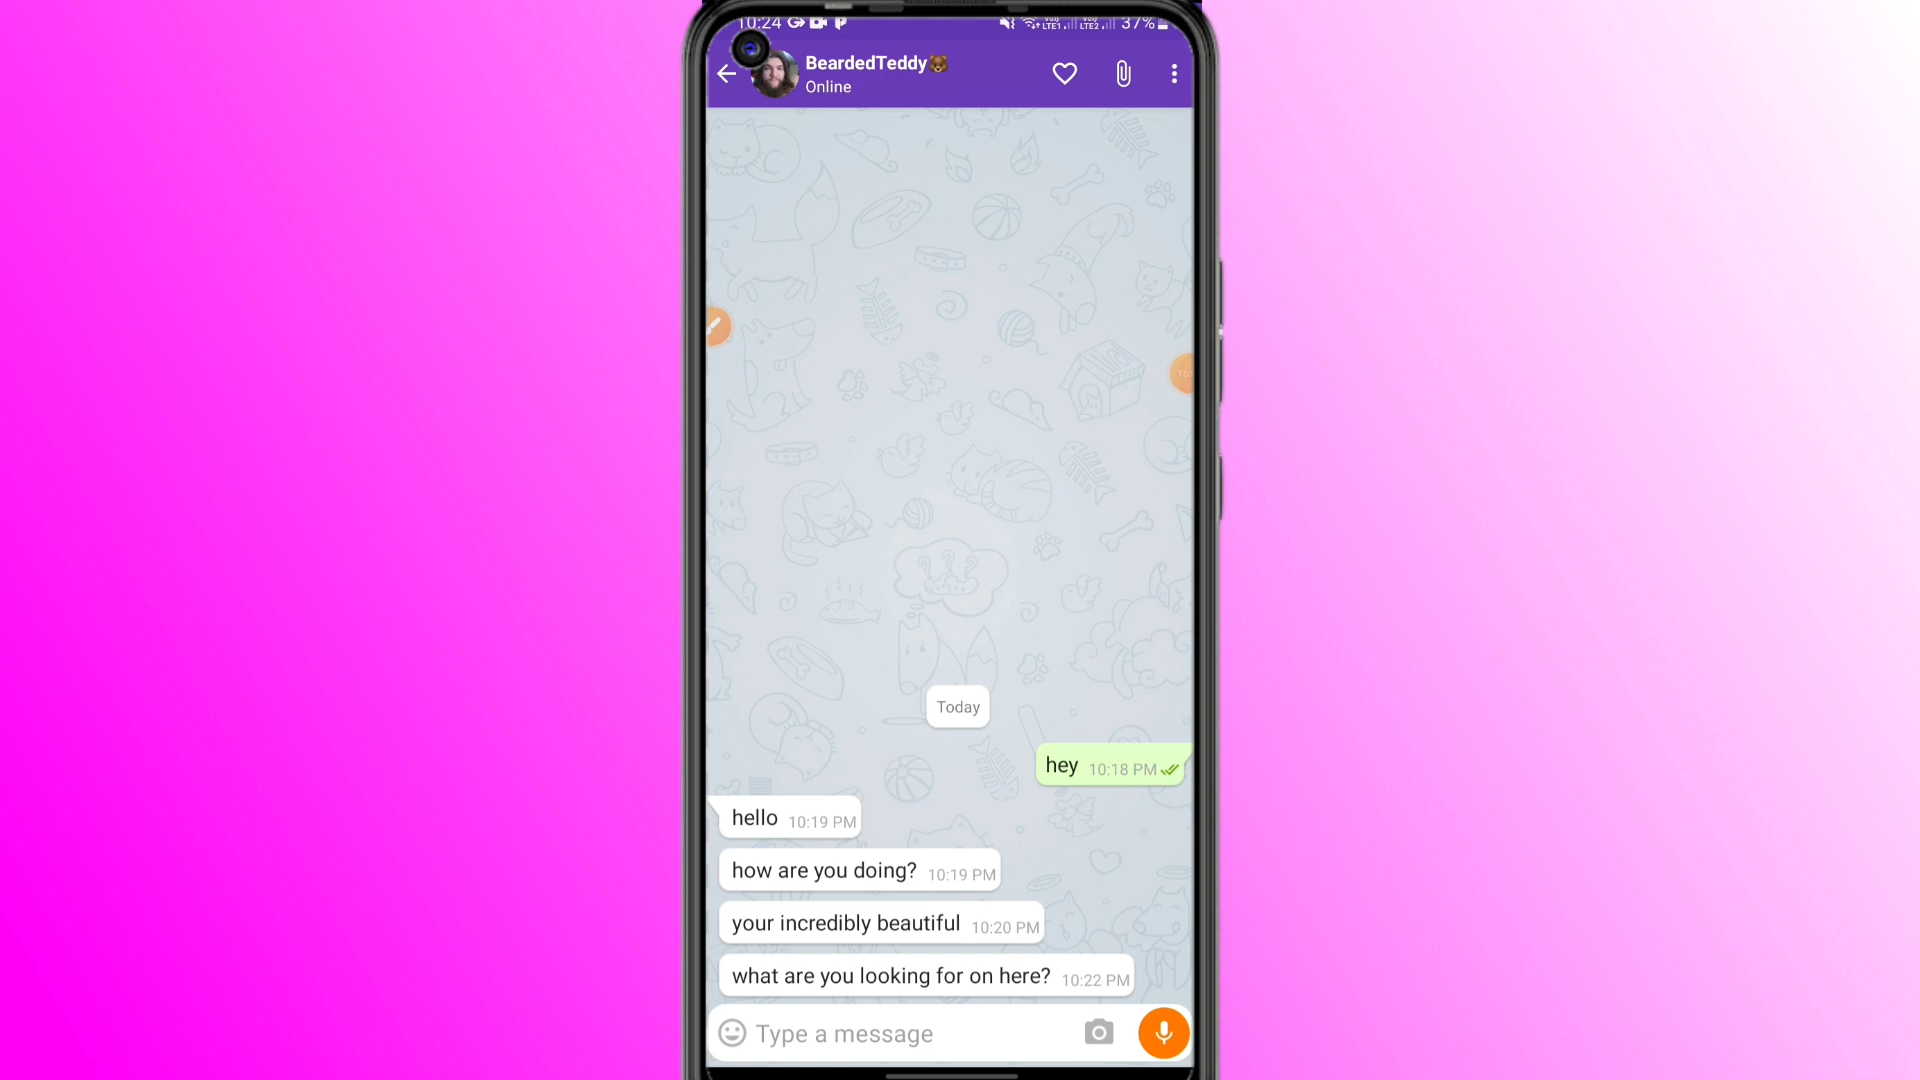 10:24 LTE1 LTE2 37%
BeardedTeddy🐻
Online
Today
hey 10:18 PM
hello 10:19 PM
how are you doing? 10:19 PM
your incredibly beautiful 10:20 PM
what are you looking for on here? 10:22 PM
Type a message